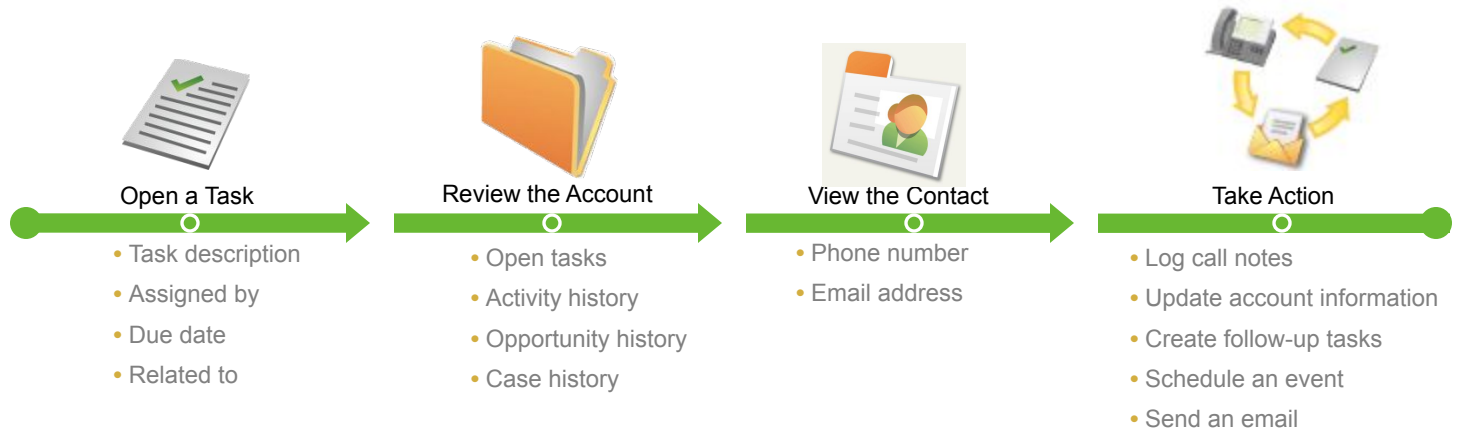 Open a Task
• Task description
• Assigned by
• Due date
• Related to
Review the Account
• Open tasks
• Activity history
• Opportunity history
• Case history
View the Contact
• Phone number
• Email address
Take Action
• Log call notes
• Update account information
• Create follow-up tasks
• Schedule an event
• Send an email